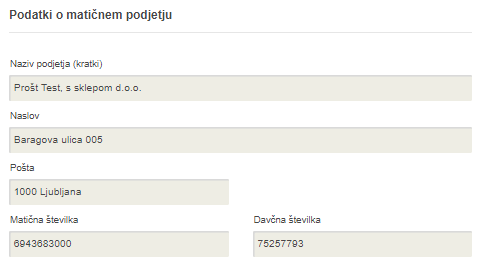 Podatki o matičnem podjetju
Naziv podjetja (kratki)
Prošt Test, s sklepom d.o.o.
Naslov
Baragova ulica 005
Pošta
1000 Ljubljana
Matična številka
Davčna številka
6943683000
75257793